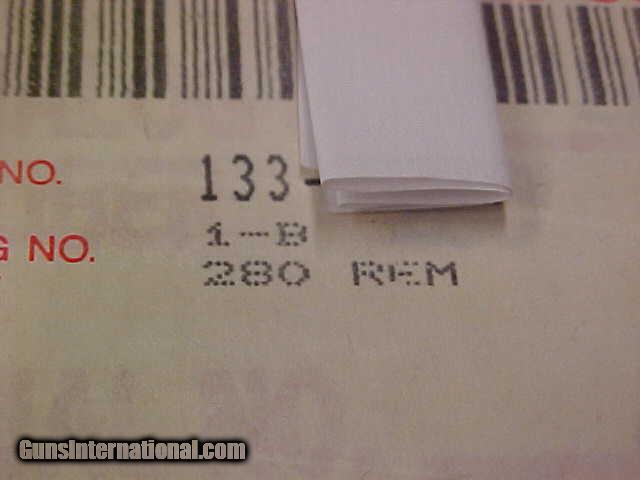 NO.
133-
G NO.
1-B
280 REM
GunsInternational.com